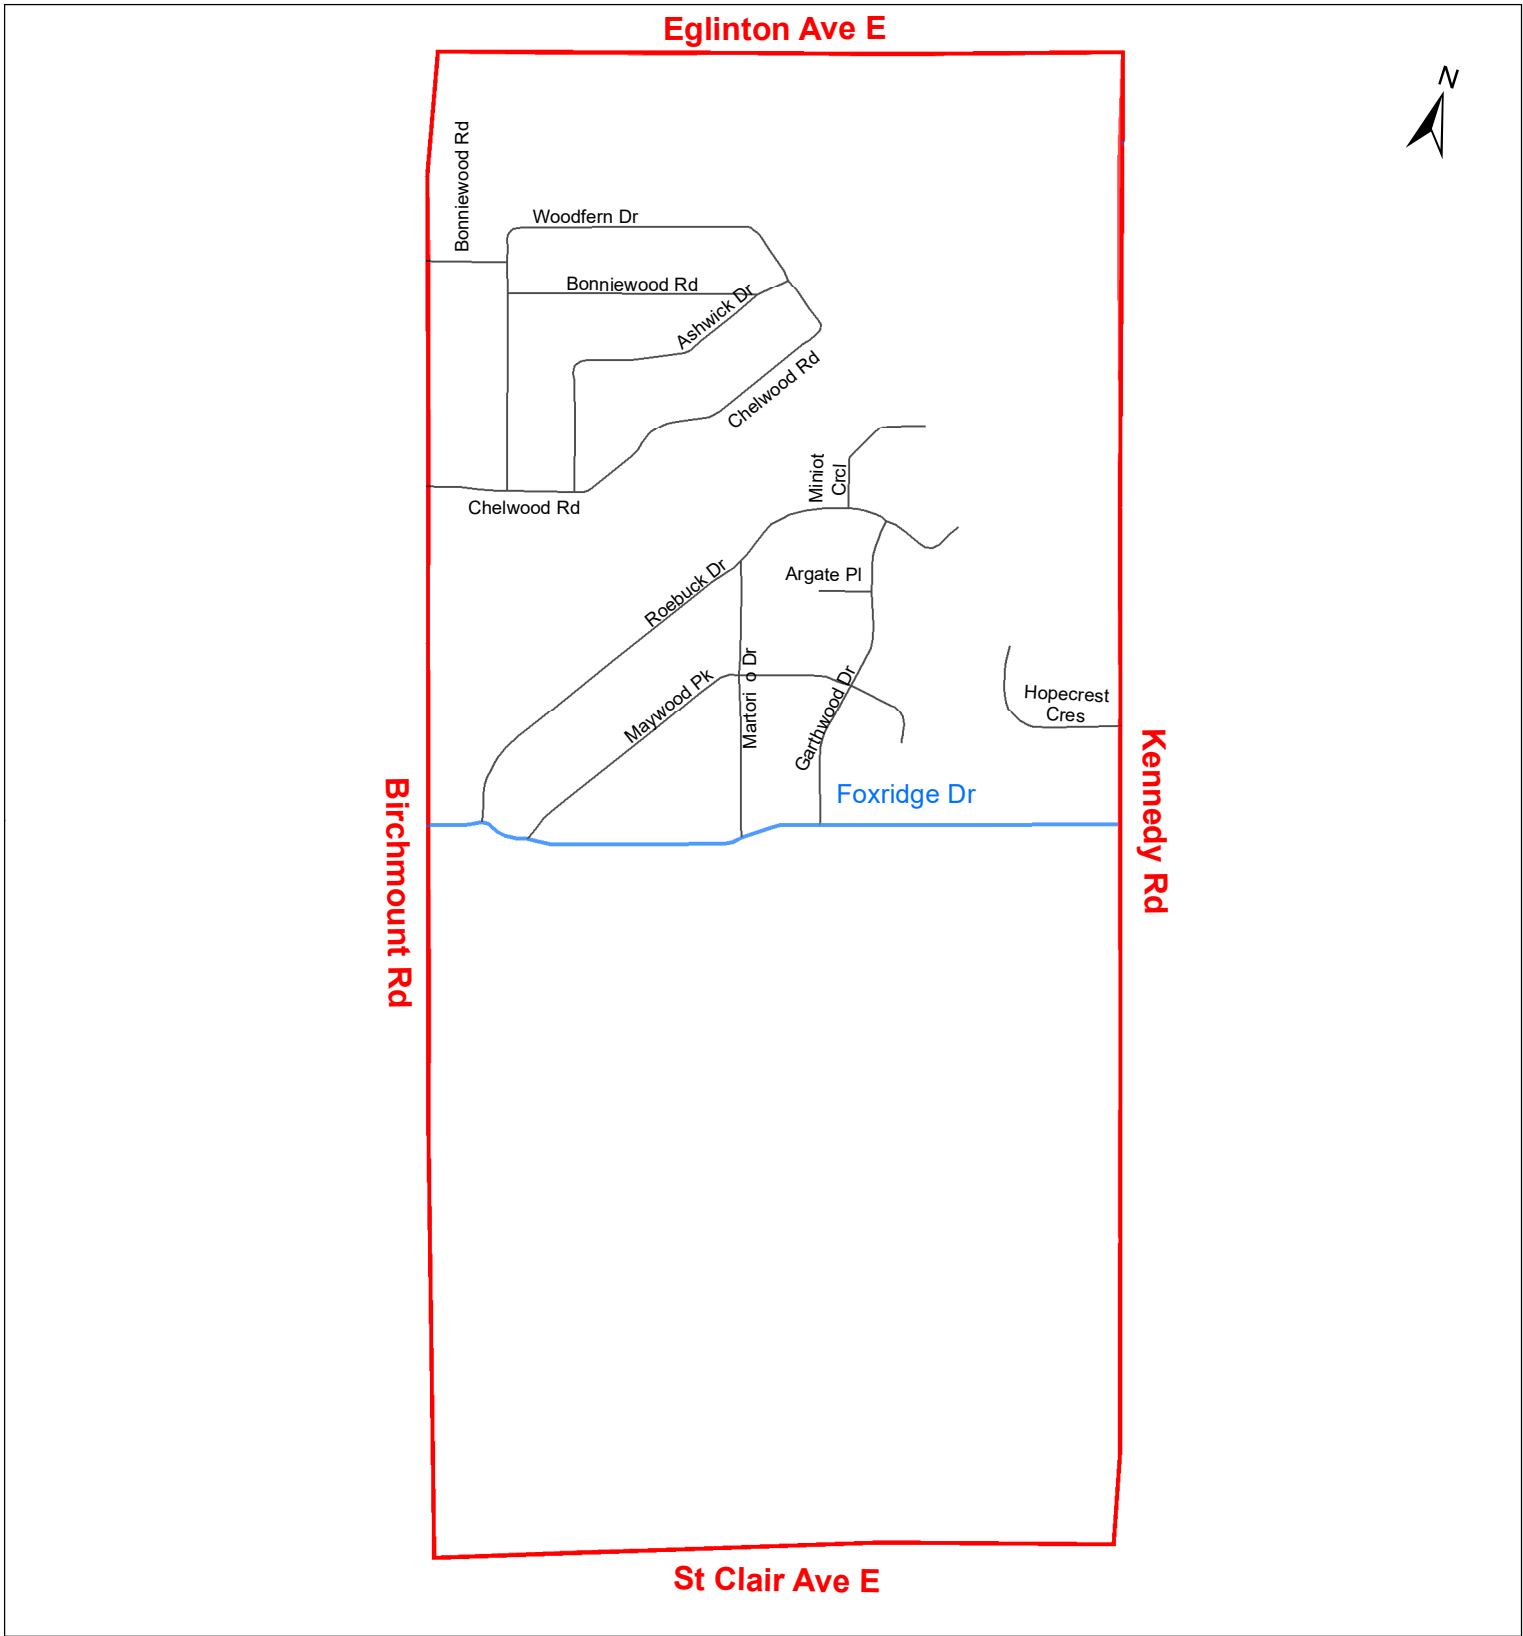 Eglinton Ave E
N
Bonniewood Rd
Woodfern Dr
Bonniewood Rd
Ashwick Dr
Chelwood Rd
Miniot
Crcl
Chelwood Rd
Roebuck Dr
Argate Pl
Martori o Dr
Maywood Pk
Garthwood Dr
Hopecrest
Cres
Foxridge Dr
Birchmount Rd
Kennedy Rd
St Clair Ave E